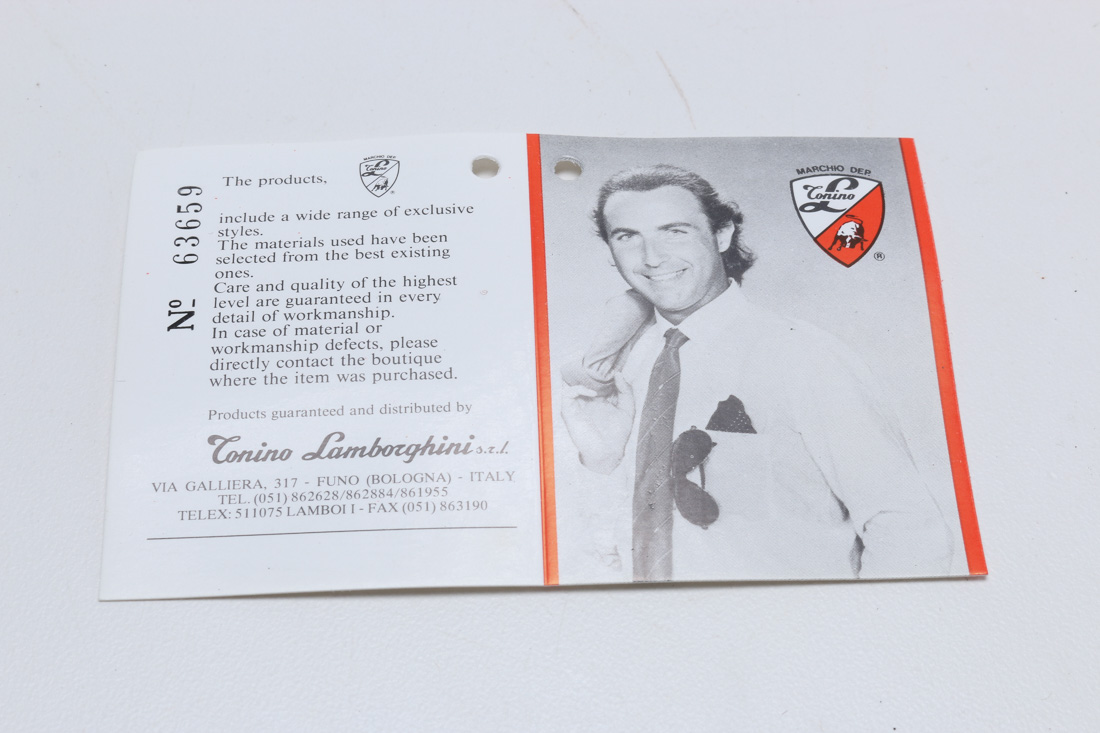 Nº 63659
The products,
MARCHIO DEP.
Tonino
L
®
include a wide range of exclusive
styles.
The materials used have been
selected from the best existing
ones.
Care and quality of the highest
level are guaranteed in every
detail of workmanship.
In case of material or
workmanship defects, please
directly contact the boutique
where the item was purchased.
Products guaranteed and distributed by
Tonino Lamborghini s.r.l.
VIA GALLIERA, 317 - FUNO (BOLOGNA) - ITALY
TEL. (051) 862628/862884/861955
TELEX: 511075 LAMBOI I - FAX (051) 863190
MARCHIO DEP.
Tonino
L
®